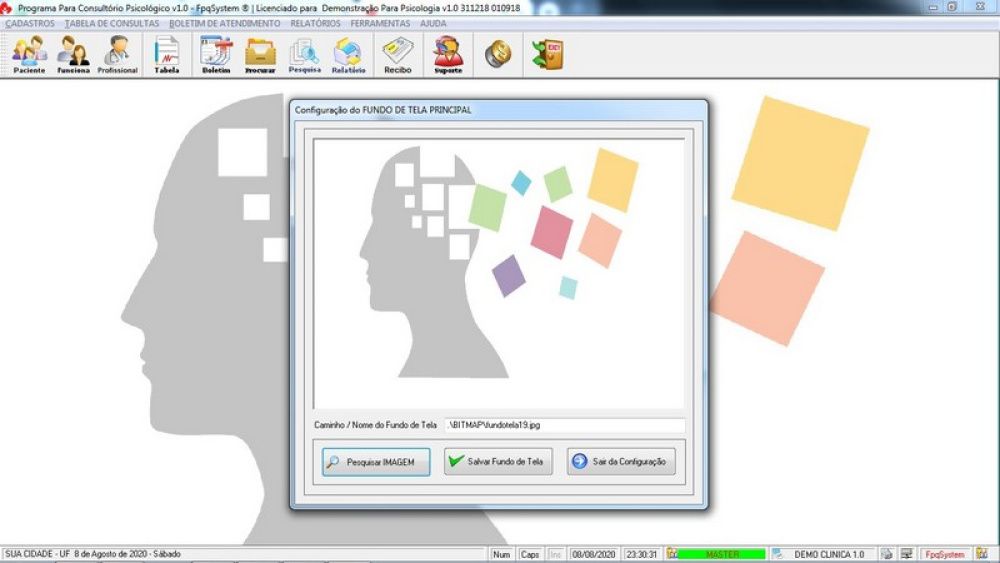 Programa Para Consultório Psicológico v1.0 - FpqSystem ® | Licenciado para Demonstração Para Psicologia v1.0 311218 010918
CADASTROS TABELA DE CONSULTAS BOLETIM DE ATENDIMENTO RELATÓRIOS FERRAMENTAS AJUDA
Paciente Funciona Profissional Tabela Boletim Procurar Pesquisa Relatório Recibo Suporte
EXIT
Configuração do FUNDO DE TELA PRINCIPAL
Caminho / Nome do Fundo de Tela .\BITMAP\fundotela19.jpg
Pesquisar IMAGEM Salvar Fundo de Tela Sair da Configuração
SUA CIDADE - UF 8 de Agosto de 2020 - Sábado Num Caps Ins 08/08/2020 23:30:31 MASTER DEMO CLINICA 1.0 FpqSystem